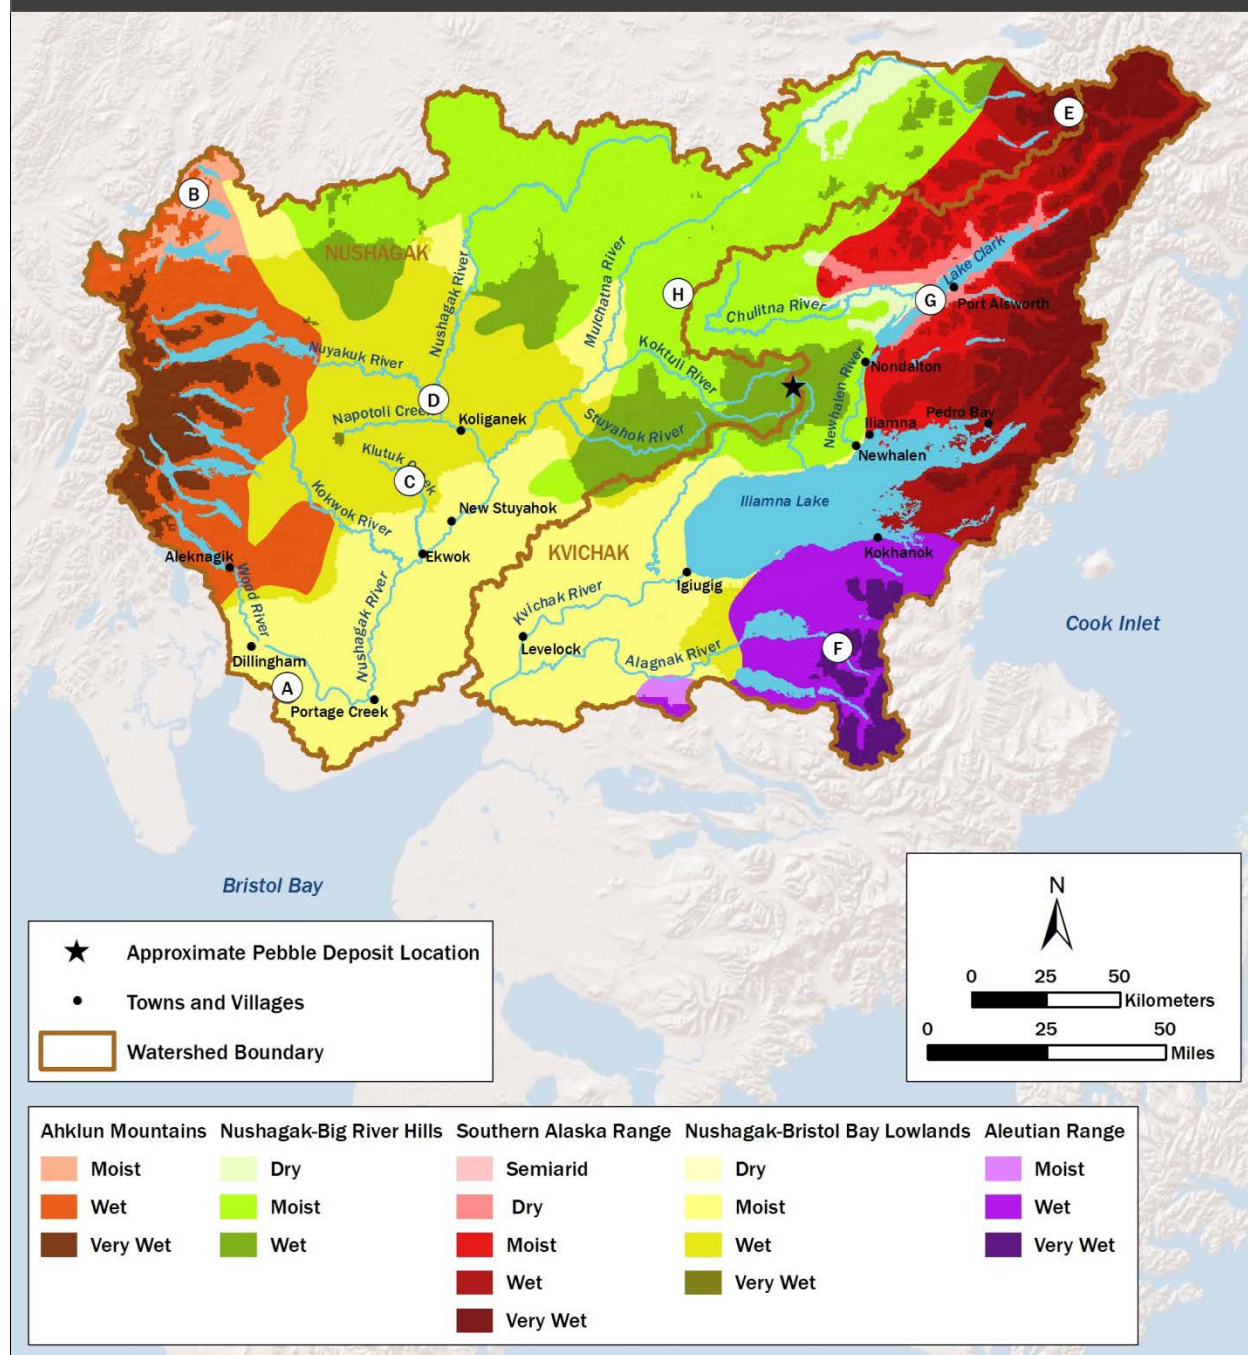 E
B
NUSHAGAK
Nushagak River
Mulchatna River
H
Chulitna River
Lake Clark
G
Port Alsworth
Nuyakuk River
Koktuli River
Newhalen River
Nondalton
D
Napotoli Creek
Koliganek
Stuyahok River
Iliamna
Pedro Bay
Newhalen
Klutuk Creek
C
Kokwok River
New Stuyahok
Iliamna Lake
Ekwok
KVICHAK
Kokhanok
Aleknagik
Wood River
Igiugig
Kvichak River
Nushagak River
Levelock
Alagnak River
F
Cook Inlet
Dillingham
A
Portage Creek
Bristol Bay
Approximate Pebble Deposit Location
Towns and Villages
Watershed Boundary
N
0 25 50
Kilometers
0 25 50
Miles
Ahklun Mountains
Moist
Wet
Very Wet
Nushagak-Big River Hills
Dry
Moist
Wet
Southern Alaska Range
Semiarid
Dry
Moist
Wet
Very Wet
Nushagak-Bristol Bay Lowlands
Dry
Moist
Wet
Very Wet
Aleutian Range
Moist
Wet
Very Wet